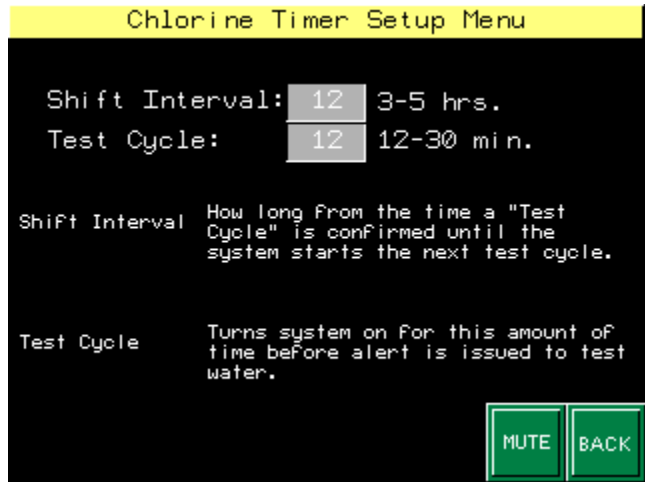 Chlorine Timer Setup Menu
Shift Interval: 12 3-5 hrs.
Test Cycle: 12 12-30 min.
Shift Interval
How long from the time a "Test
Cycle" is confirmed until the
system starts the next test cycle.
Test Cycle
Turns system on for this amount of
time before alert is issued to test
water.
MUTE BACK